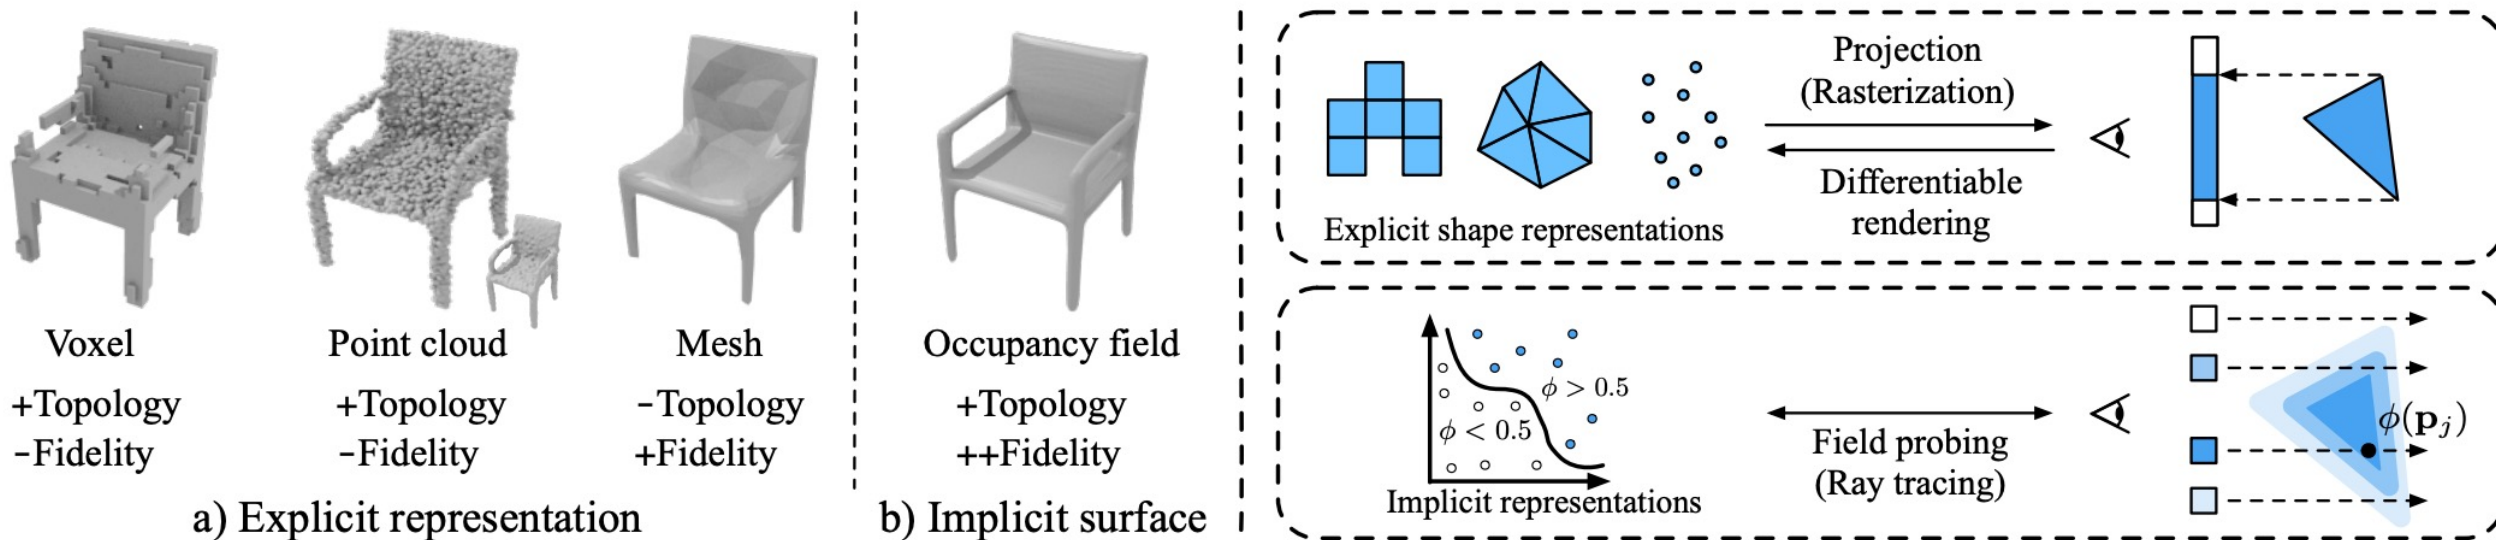 Voxel
+Topology
−Fidelity
Point cloud
+Topology
−Fidelity
Mesh
−Topology
+Fidelity
a) Explicit representation
Occupancy field
+Topology
++Fidelity
b) Implicit surface
Explicit shape representations
Projection
(Rasterization)
Differentiable
rendering
ϕ > 0.5
ϕ < 0.5
Implicit representations
Field probing
(Ray tracing)
ϕ(𝐩ⱼ)